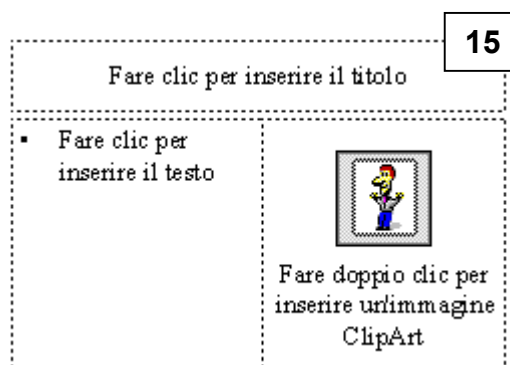 15
Fare clic per inserire il titolo
▪ Fare clic per
inserire il testo
Fare doppio clic per
inserire un'immagine
ClipArt